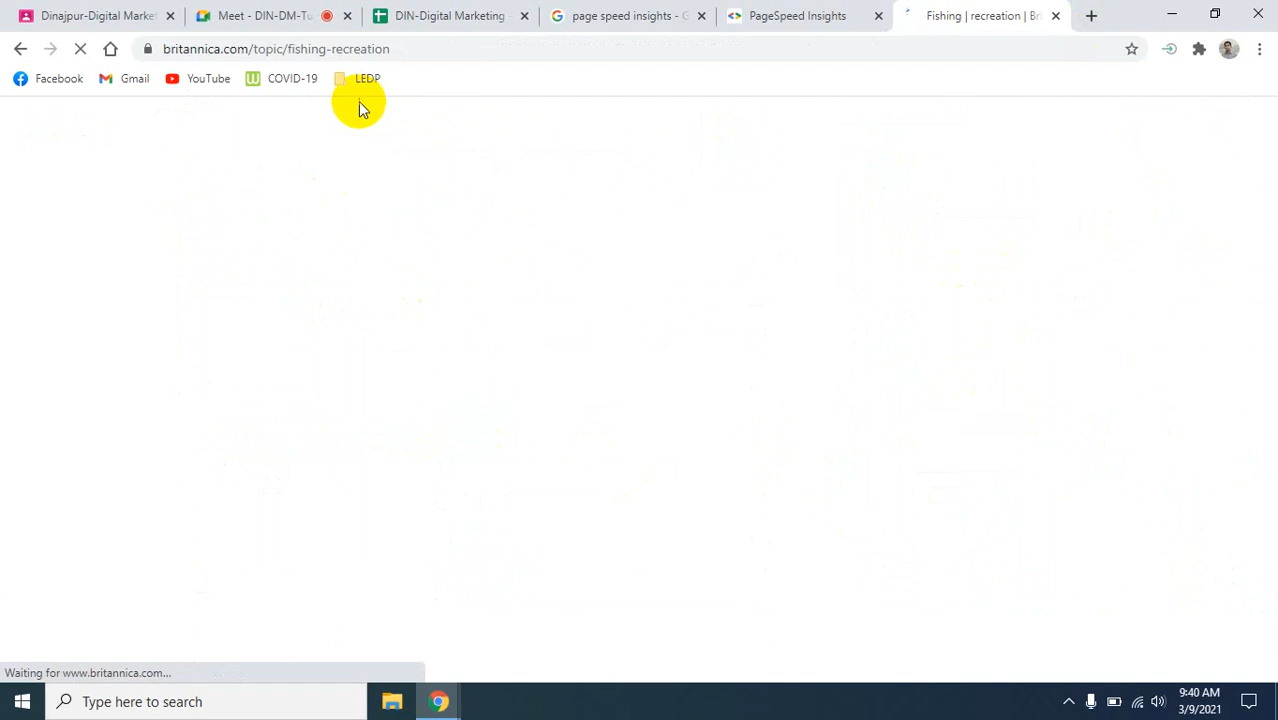 Dinajpur-Digital Marke
Meet - DIN-DM-Tu
DIN-Digital Marketing -
page speed insights - G
PageSpeed Insights
Fishing | recreation | Bri
britannica.com/topic/fishing-recreation
Facebook
Gmail
YouTube
COVID-19
LEDP
Waiting for www.britannica.com...
Type here to search
9:40 AM
3/9/2021